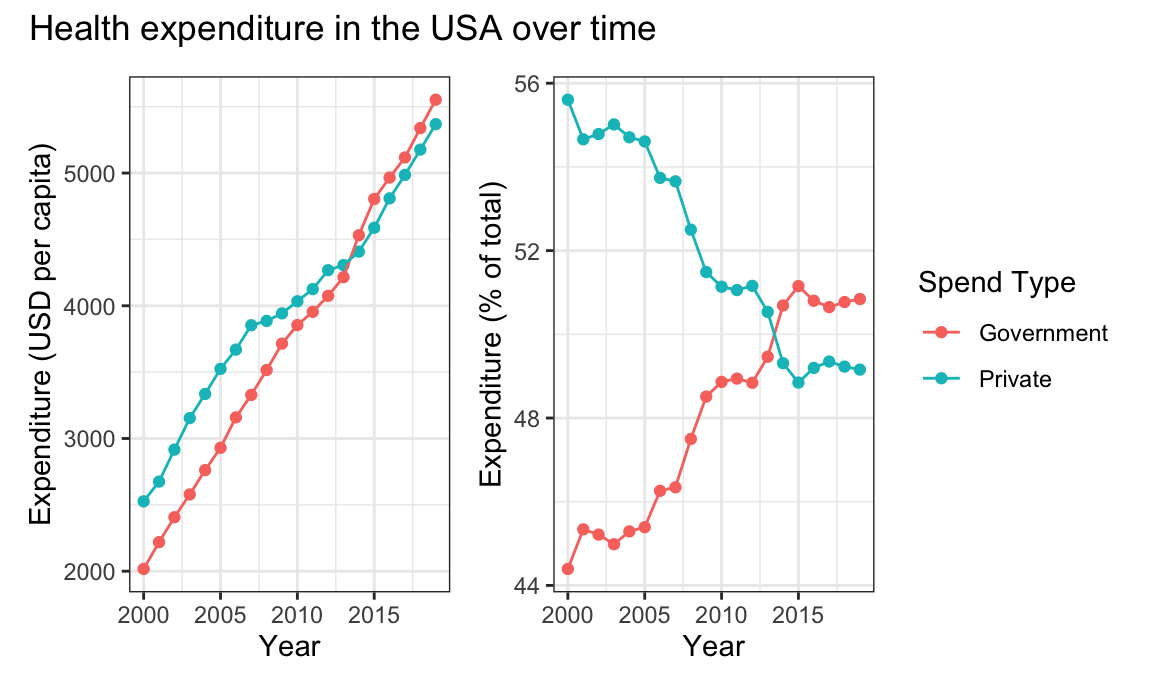 Health expenditure in the USA over time
Expenditure (USD per capita)
5000
4000
3000
2000
2000 2005 2010 2015
Year
Expenditure (% of total)
56
52
48
44
2000 2005 2010 2015
Year
Spend Type
Government
Private